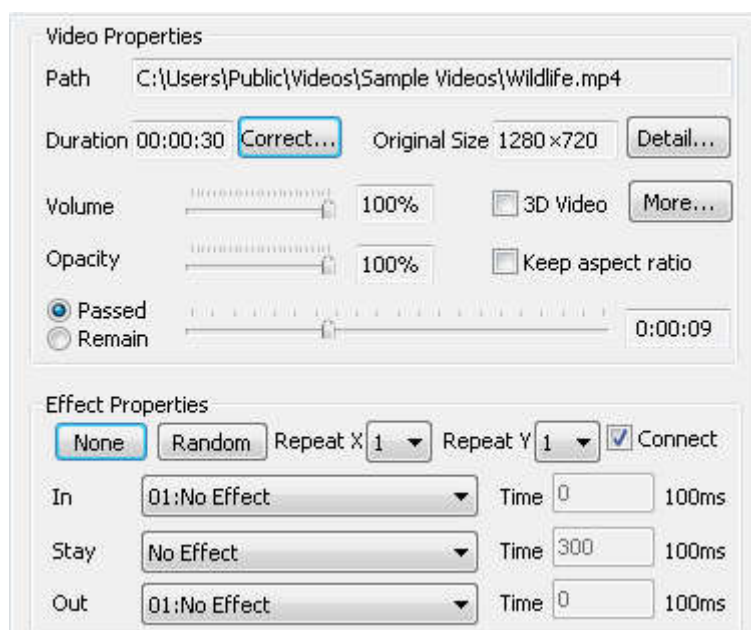 Video Properties
Path C:\Users\Public\Videos\Sample Videos\Wildlife.mp4
Duration 00:00:30 Correct... Original Size 1280×720 Detail...
Volume 100% 3D Video More...
Opacity 100% Keep aspect ratio
Passed
Remain 0:00:09
Effect Properties
None Random Repeat X 1 Repeat Y 1 Connect
In 01:No Effect Time 0 100ms
Stay No Effect Time 300 100ms
Out 01:No Effect Time 0 100ms